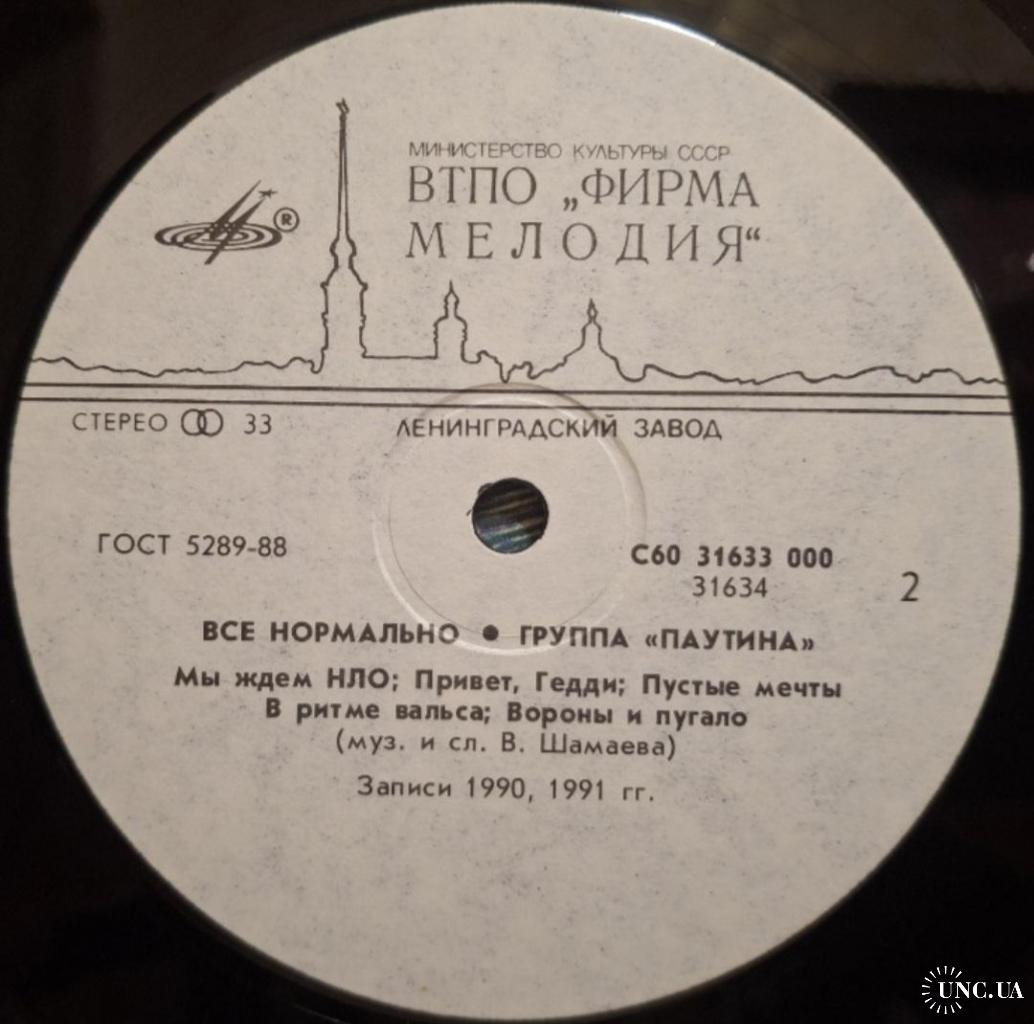 МИНИСТЕРСТВО КУЛЬТУРЫ СССР
ВТПО „ФИРМА
МЕЛОДИЯ“
®
СТЕРЕО 33
ЛЕНИНГРАДСКИЙ ЗАВОД
ГОСТ 5289-88
С60 31633 000
31634
2
ВСЕ НОРМАЛЬНО ● ГРУППА «ПАУТИНА»
Мы ждем НЛО; Привет, Гедди; Пустые мечты
В ритме вальса; Вороны и пугало
(муз. и сл. В. Шамаева)
Записи 1990, 1991 гг.
UNC.UA